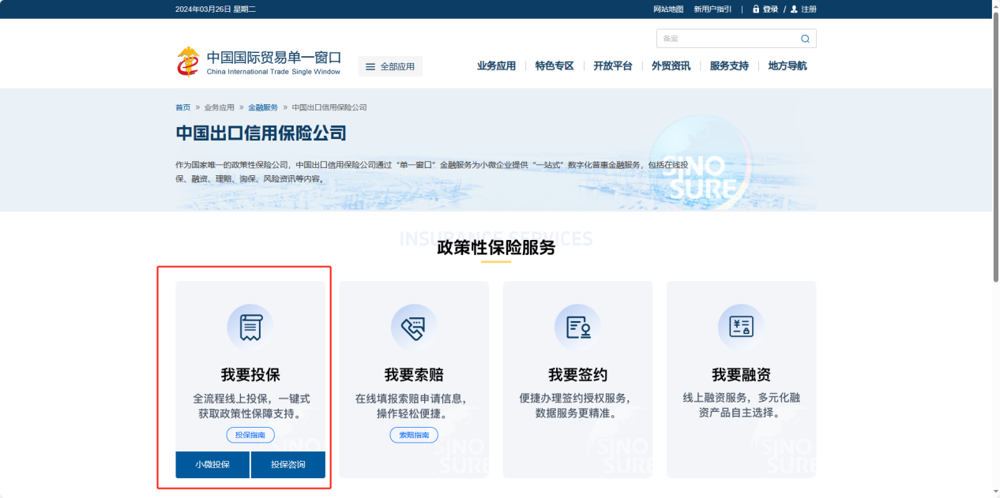 2024年03月26日 星期二
网站地图 新用户指引 | 登录 / 注册
备案
中国国际贸易单一窗口
China International Trade Single Window
全部应用
业务应用 特色专区 开放平台 外贸资讯 服务支持 地方导航
首页 » 业务应用 » 金融服务 » 中国出口信用保险公司
中国出口信用保险公司
作为国家唯一的政策性保险公司，中国出口信用保险公司通过“单一窗口”金融服务为小微企业提供“一站式”数字化普惠金融服务，包括在线投
保、融资、理赔、询保、风险资讯等内容。
SINO
SURE
INSURANCE SERVICES
政策性保险服务
我要投保
全流程线上投保，一键式
获取政策性保障支持。
投保指南
小微投保 投保咨询
SINO
我要索赔
在线填报索赔申请信息，
操作轻松便捷。
索赔指南
SINO
SURE
我要签约
便捷办理签约授权服务，
数据服务更精准。
SINO
SURE
我要融资
线上融资服务，多元化融
资产品自主选择。
SINO
SURE